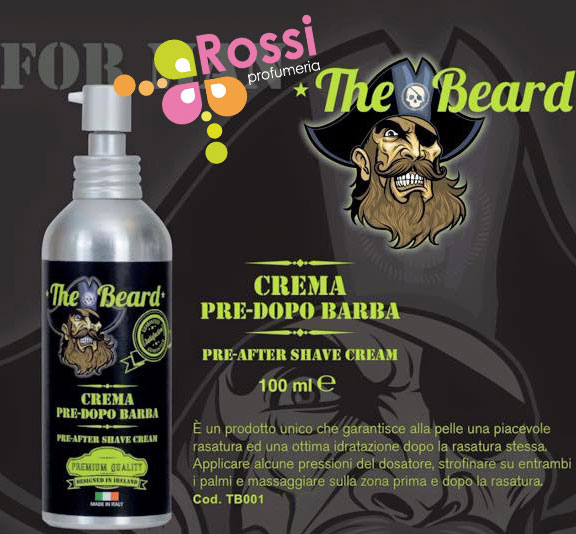 FOR MAN
Rossi
profumeria
The Beard
CREMA
PRE-DOPO BARBA
PRE-AFTER SHAVE CREAM
100 ml ℮
È un prodotto unico che garantisce alla pelle una piacevole
rasatura ed una ottima idratazione dopo la rasatura stessa.
Applicare alcune pressioni del dosatore, strofinare su entrambi
i palmi e massaggiare sulla zona prima e dopo la rasatura.
Cod. TB001
The Beard
CREMA
PRE-DOPO BARBA
PRE-AFTER SHAVE CREAM
PREMIUM QUALITY
DESIGNED IN IRELAND
MADE IN ITALY